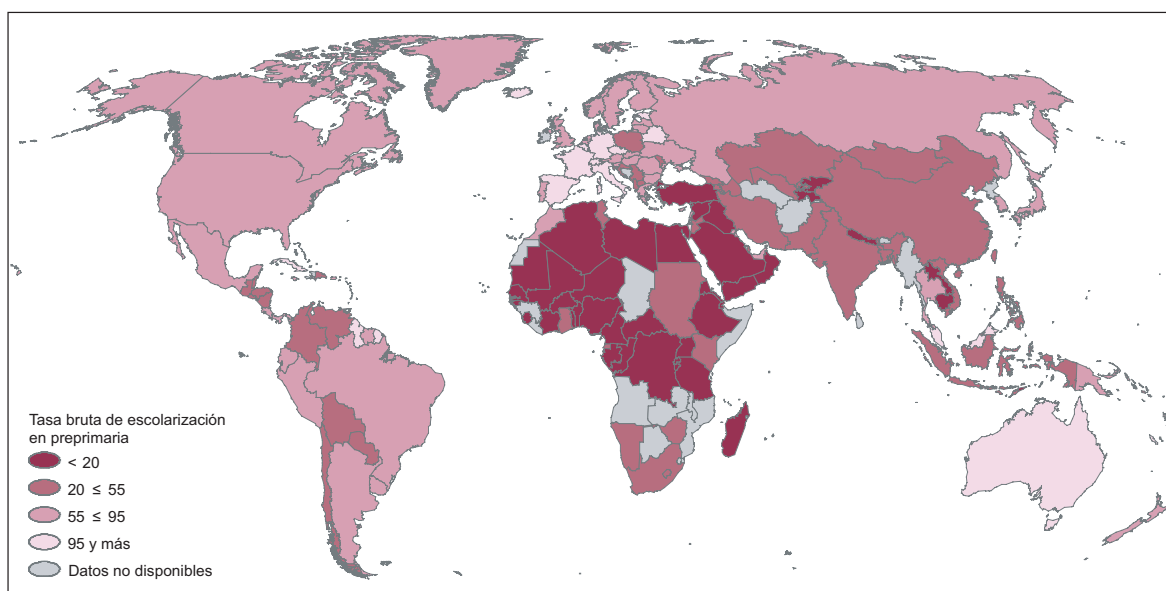 Tasa bruta de escolarización
en preprimaria
< 20
20 ≤ 55
55 ≤ 95
95 y más
Datos no disponibles